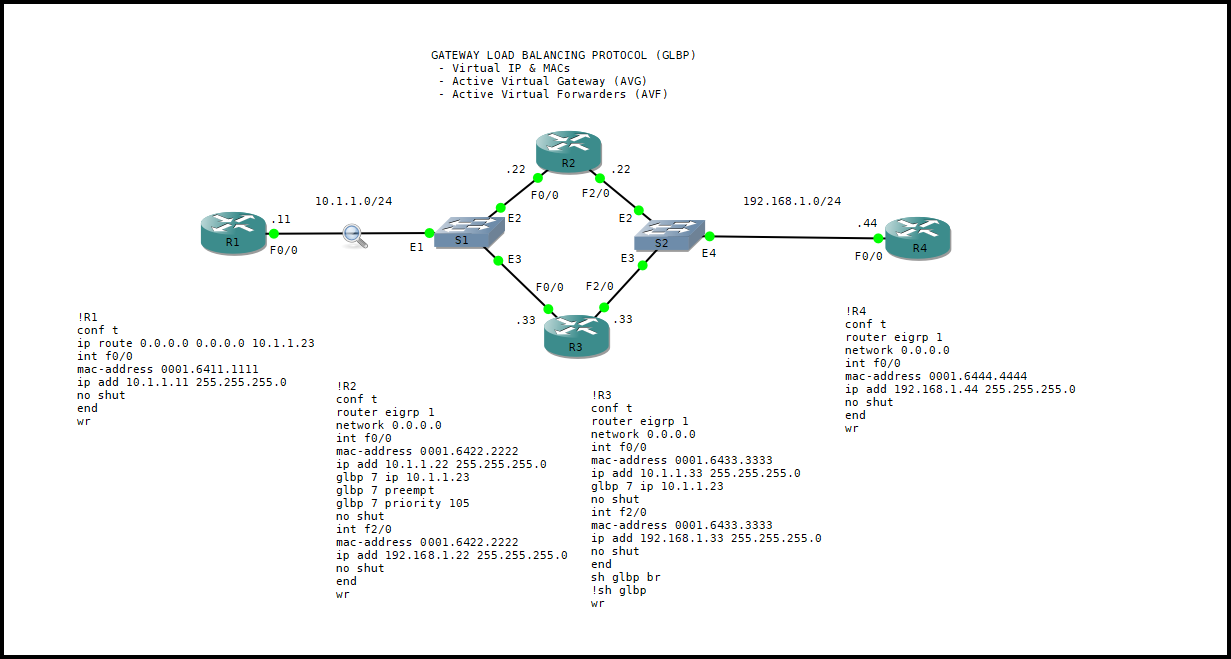 GATEWAY LOAD BALANCING PROTOCOL (GLBP)
- Virtual IP & MACs
- Active Virtual Gateway (AVG)
- Active Virtual Forwarders (AVF)
R2
.22
.22
F0/0
F2/0
10.1.1.0/24
192.168.1.0/24
.11
R1
F0/0
E1
S1
E2
E3
E2
S2
E3
E4
.44
R4
F0/0
F0/0
F2/0
.33
.33
R3
!R1
conf t
ip route 0.0.0.0 0.0.0.0 10.1.1.23
int f0/0
mac-address 0001.6411.1111
ip add 10.1.1.11 255.255.255.0
no shut
end
wr
!R2
conf t
router eigrp 1
network 0.0.0.0
int f0/0
mac-address 0001.6422.2222
ip add 10.1.1.22 255.255.255.0
glbp 7 ip 10.1.1.23
glbp 7 preempt
glbp 7 priority 105
no shut
int f2/0
mac-address 0001.6422.2222
ip add 192.168.1.22 255.255.255.0
no shut
end
wr
!R3
conf t
router eigrp 1
network 0.0.0.0
int f0/0
mac-address 0001.6433.3333
ip add 10.1.1.33 255.255.255.0
glbp 7 ip 10.1.1.23
no shut
int f2/0
mac-address 0001.6433.3333
ip add 192.168.1.33 255.255.255.0
no shut
end
sh glbp br
!sh glbp
wr
!R4
conf t
router eigrp 1
network 0.0.0.0
int f0/0
mac-address 0001.6444.4444
ip add 192.168.1.44 255.255.255.0
no shut
end
wr